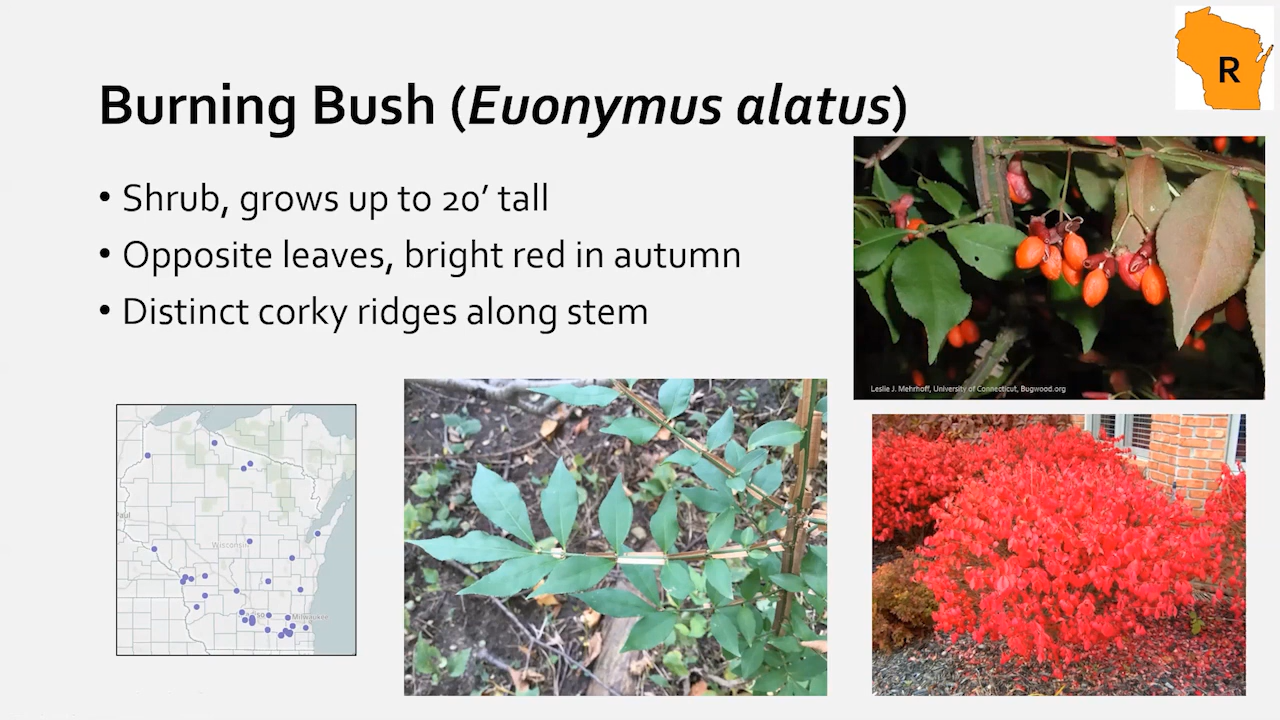 R
Burning Bush (Euonymus alatus)
• Shrub, grows up to 20’ tall
• Opposite leaves, bright red in autumn
• Distinct corky ridges along stem
Leslie J. Mehrhoff, University of Connecticut, Bugwood.org
Wisconsin
Milwaukee